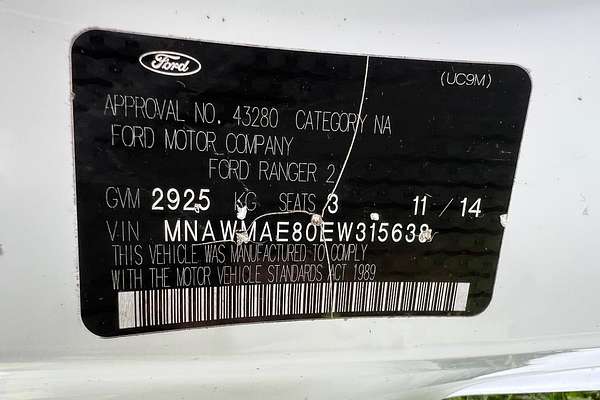 Ford
(UC9M)
APPROVAL NO. 43280 CATEGORY NA
FORD MOTOR COMPANY
FORD RANGER 2
GVM 2925 KG SEATS 3 11 / 14
VIN MNAWMAE80EW315638
THIS VEHICLE WAS MANUFACTURED TO COMPLY
WITH THE MOTOR VEHICLE STANDARDS ACT 1989